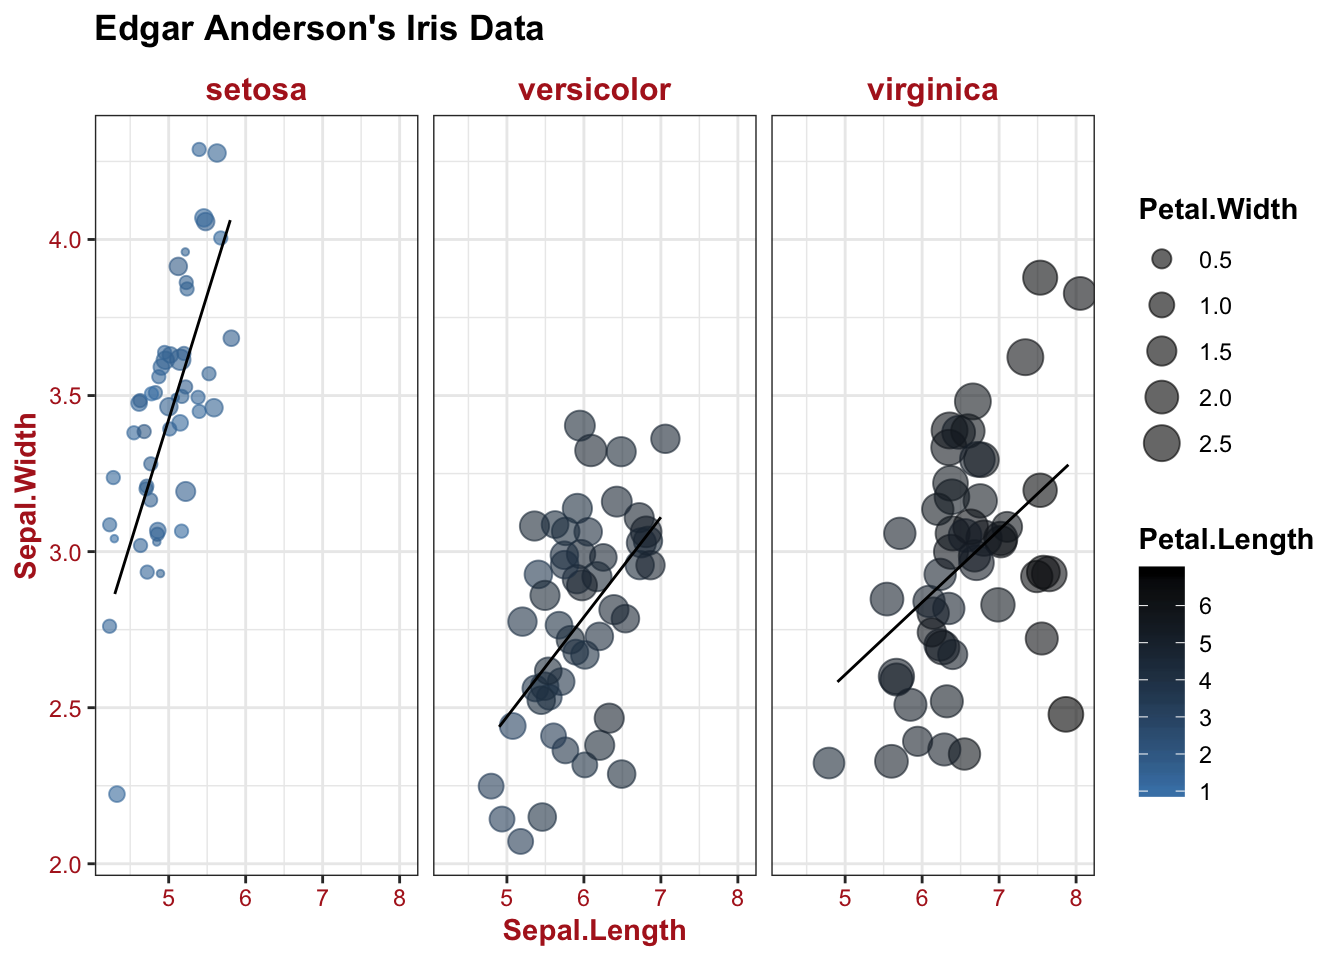 Edgar Anderson's Iris Data
setosa
versicolor
virginica
Sepal.Width
4.0
3.5
3.0
2.5
2.0
5 6 7 8
5 6 7 8
5 6 7 8
Sepal.Length
Petal.Width
0.5
1.0
1.5
2.0
2.5
Petal.Length
6
5
4
3
2
1